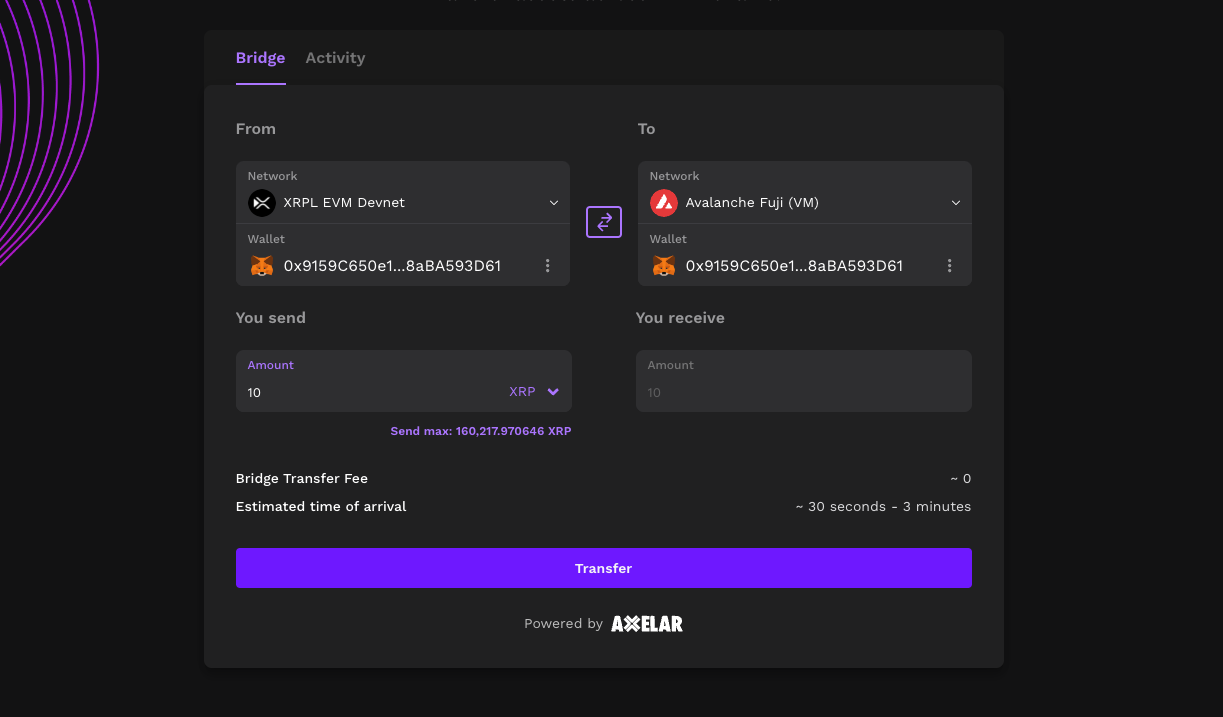 Bridge Activity
From
To
Network
XRPL EVM Devnet
Wallet
0x9159C650e1...8aBA593D61
Network
Avalanche Fuji (VM)
Wallet
0x9159C650e1...8aBA593D61
You send
Amount
10 XRP
Send max: 160,217.970646 XRP
You receive
Amount
10
Bridge Transfer Fee ~ 0
Estimated time of arrival ~ 30 seconds - 3 minutes
Transfer
Powered by AXELAR